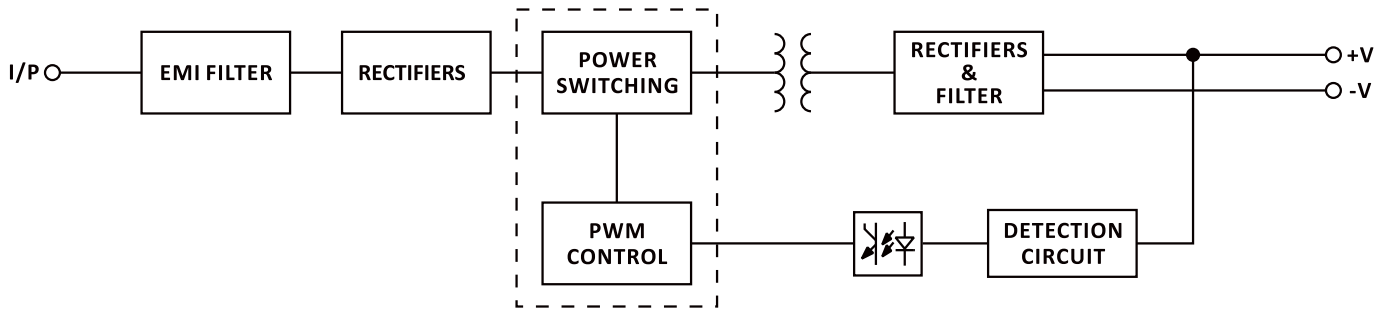 I/P
EMI FILTER
RECTIFIERS
POWER
SWITCHING
RECTIFIERS
&
FILTER
+V
-V
PWM
CONTROL
DETECTION
CIRCUIT